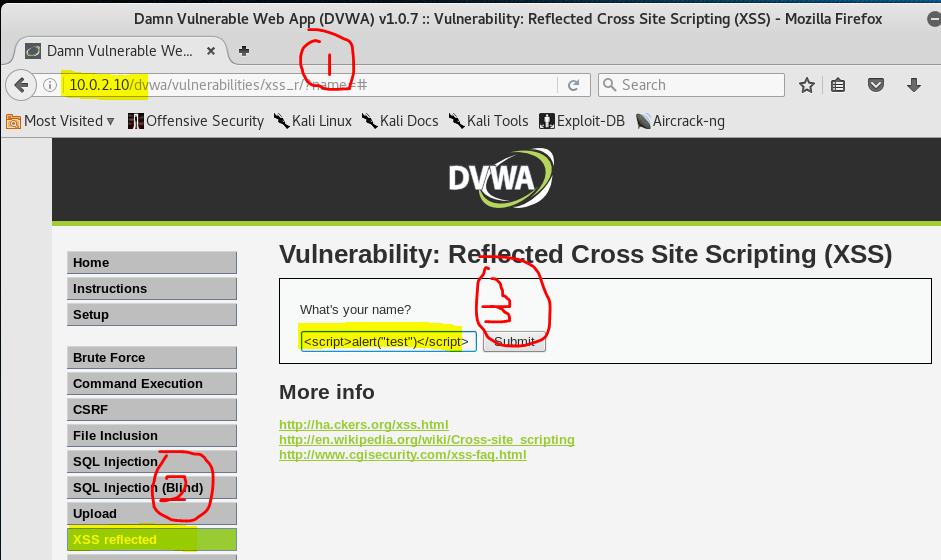 Damn Vulnerable Web App (DVWA) v1.0.7 :: Vulnerability: Reflected Cross Site Scripting (XSS) - Mozilla Firefox
Damn Vulnerable We...
1
10.0.2.10/dvwa/vulnerabilities/xss_r/?name=#
Search
Most Visited
Offensive Security
Kali Linux
Kali Docs
Kali Tools
Exploit-DB
Aircrack-ng
DVWA
Home
Instructions
Setup
Brute Force
Command Execution
CSRF
File Inclusion
SQL Injection
SQL Injection (Blind)
2
Upload
XSS reflected
Vulnerability: Reflected Cross Site Scripting (XSS)
3
What's your name?
<script>alert("test")</script>
Submit
More info
http://ha.ckers.org/xss.html
http://en.wikipedia.org/wiki/Cross-site_scripting
http://www.cgisecurity.com/xss-faq.html